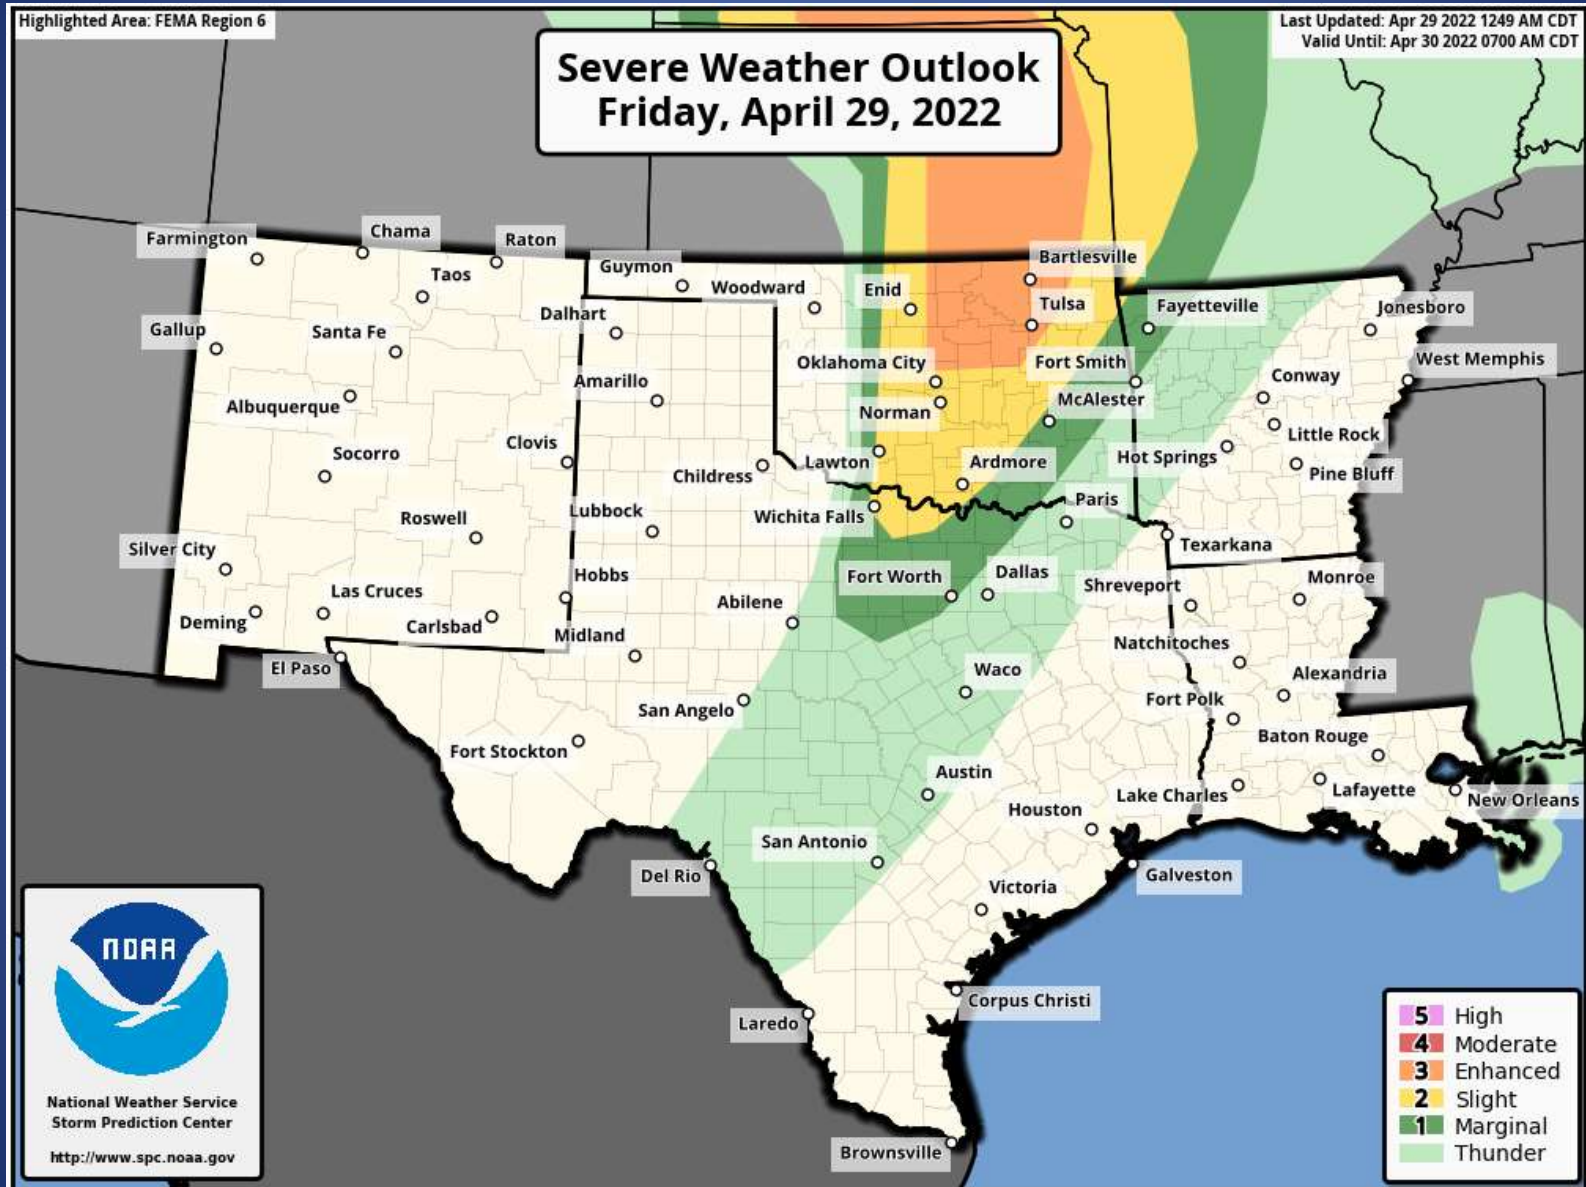 Highlighted Area: FEMA Region 6
Last Updated: Apr 29 2022 1249 AM CDT
Valid Until: Apr 30 2022 0700 AM CDT
Severe Weather Outlook
Friday, April 29, 2022
Farmington
Chama
Raton
Taos
Guymon
Woodward
Enid
Bartlesville
Tulsa
Fayetteville
Jonesboro
Gallup
Santa Fe
Dalhart
Oklahoma City
Fort Smith
West Memphis
Conway
Amarillo
Albuquerque
Norman
McAlester
Little Rock
Socorro
Clovis
Childress
Lawton
Ardmore
Hot Springs
Pine Bluff
Roswell
Lubbock
Wichita Falls
Paris
Texarkana
Silver City
Hobbs
Fort Worth
Dallas
Shreveport
Monroe
Las Cruces
Deming
Carlsbad
Midland
Abilene
Natchitoches
El Paso
Waco
Alexandria
San Angelo
Fort Polk
Fort Stockton
Baton Rouge
Austin
Houston
Lake Charles
Lafayette
New Orleans
San Antonio
Del Rio
Galveston
Victoria
Corpus Christi
Laredo
Brownsville
NOAA
National Weather Service
Storm Prediction Center
http://www.spc.noaa.gov
5 High
4 Moderate
3 Enhanced
2 Slight
1 Marginal
Thunder